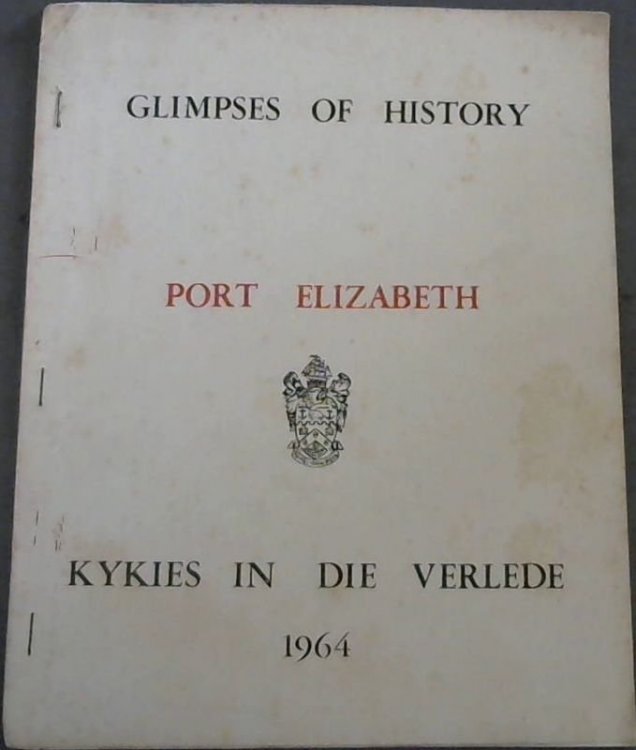 GLIMPSES OF HISTORY
PORT ELIZABETH
KYKIES IN DIE VERLEDE
1964